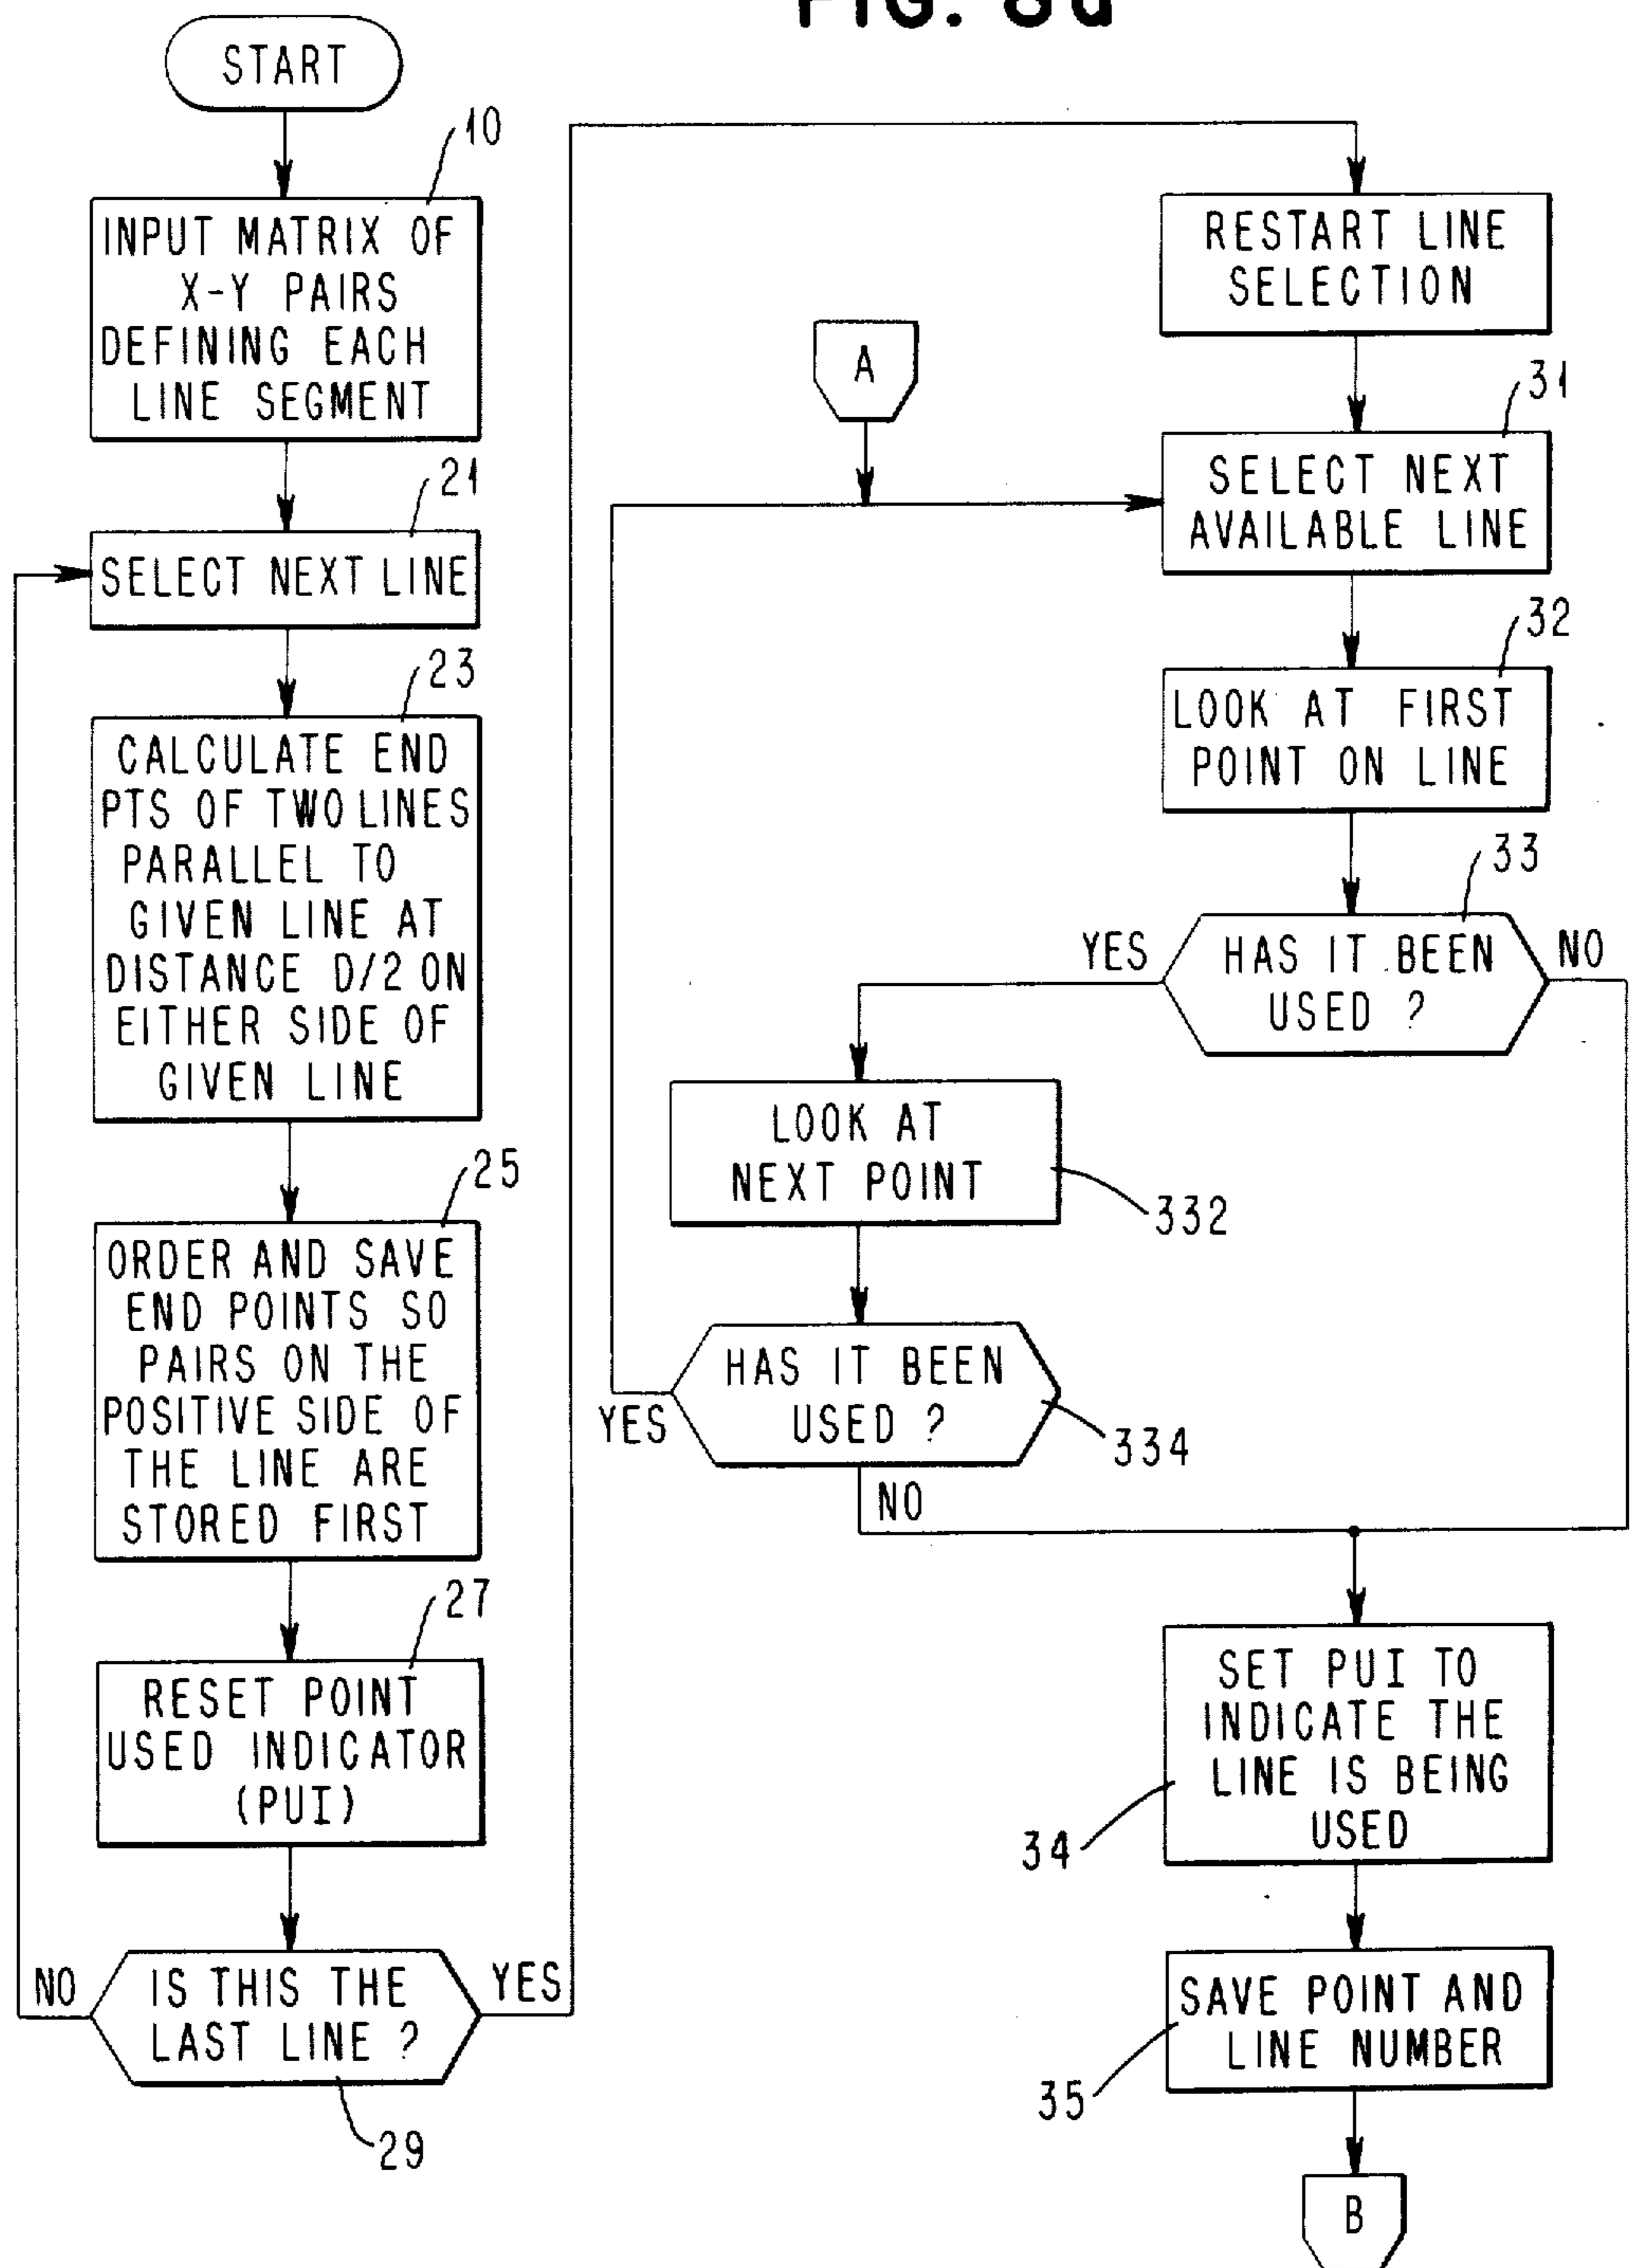 FIG. 8a
START
10
INPUT MATRIX OF
X-Y PAIRS
DEFINING EACH
LINE SEGMENT
21
SELECT NEXT LINE
23
CALCULATE END
PTS OF TWO LINES
PARALLEL TO
GIVEN LINE AT
DISTANCE D/2 ON
EITHER SIDE OF
GIVEN LINE
25
ORDER AND SAVE
END POINTS SO
PAIRS ON THE
POSITIVE SIDE OF
THE LINE ARE
STORED FIRST
27
RESET POINT
USED INDICATOR
(PUI)
NO
IS THIS THE
LAST LINE ?
YES
29
RESTART LINE
SELECTION
A
31
SELECT NEXT
AVAILABLE LINE
32
LOOK AT FIRST
POINT ON LINE
33
YES
HAS IT BEEN
USED ?
NO
LOOK AT
NEXT POINT
332
HAS IT BEEN
USED ?
YES
334
NO
SET PUI TO
INDICATE THE
LINE IS BEING
USED
34
SAVE POINT AND
LINE NUMBER
35
B